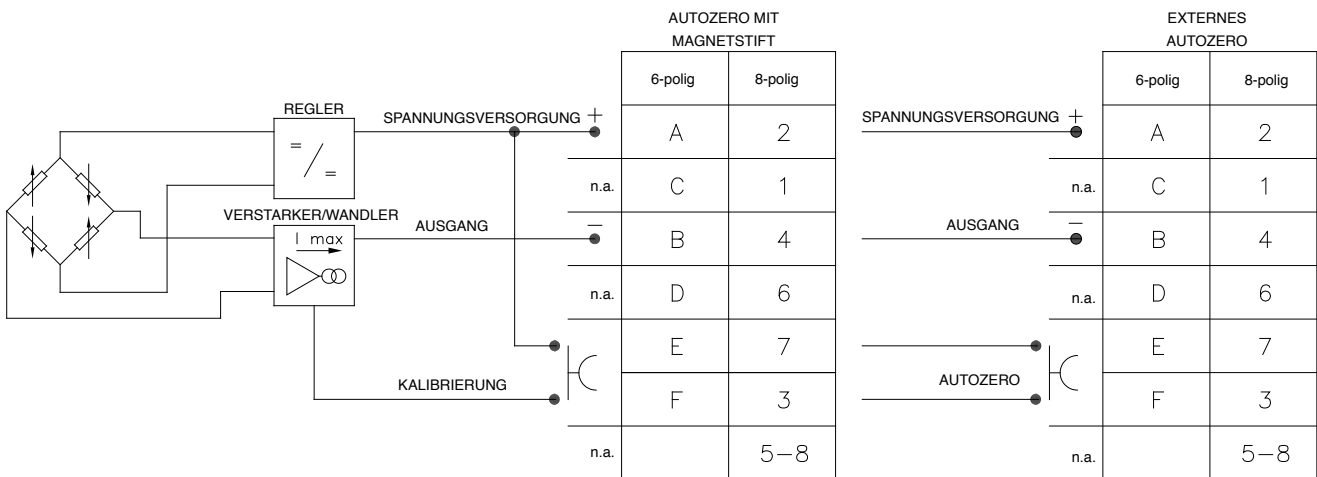 AUTOZERO MIT
MAGNETSTIFT
6-polig 8-polig
REGLER
= / =
SPANNUNGSVERSORGUNG +
A 2
n.a. C 1
VERSTARKER/WANDLER
I max
AUSGANG −
B 4
n.a. D 6
E 7
KALIBRIERUNG
F 3
n.a. 5-8
EXTERNES
AUTOZERO
6-polig 8-polig
SPANNUNGSVERSORGUNG +
A 2
n.a. C 1
AUSGANG −
B 4
n.a. D 6
E 7
AUTOZERO
F 3
n.a. 5-8